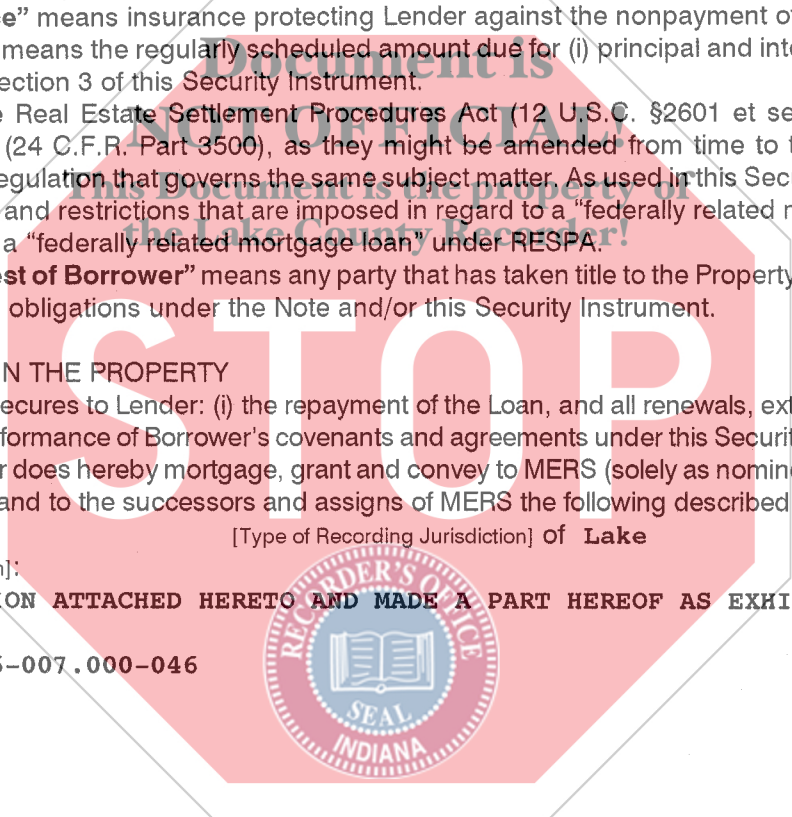 e” means insurance protecting Lender against the nonpayment o
means the regularly scheduled amount due for (i) principal and inte
ection 3 of this Security Instrument.
Real Estate Settlement Procedures Act (12 U.S.C. §2601 et se
(24 C.F.R. Part 3500), as they might be amended from time to t
egulation that governs the same subject matter. As used in this Sec
and restrictions that are imposed in regard to a “federally related
a “federally related mortgage loan” under RESPA.
est of Borrower” means any party that has taken title to the Property
obligations under the Note and/or this Security Instrument.
N THE PROPERTY
ecures to Lender: (i) the repayment of the Loan, and all renewals, ext
formance of Borrower's covenants and agreements under this Securit
r does hereby mortgage, grant and convey to MERS (solely as nomin
and to the successors and assigns of MERS the following described
[Type of Recording Jurisdiction] of Lake
]:
ION ATTACHED HERETO AND MADE A PART HEREOF AS EXHI
-007.000-046
Document is
NOT OFFICIAL!
This Document is the property of
the Lake County Recorder!
STOP
RECORDER'S OFFICE
SEAL
INDIANA